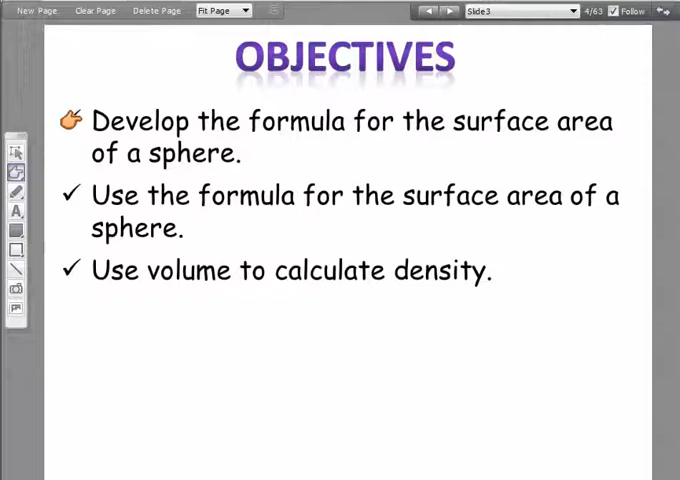 New Page Clear Page Delete Page Fit Page Slide3 4/63 Follow
OBJECTIVES
Develop the formula for the surface area
of a sphere.
✓ Use the formula for the surface area of a
sphere.
✓ Use volume to calculate density.
A